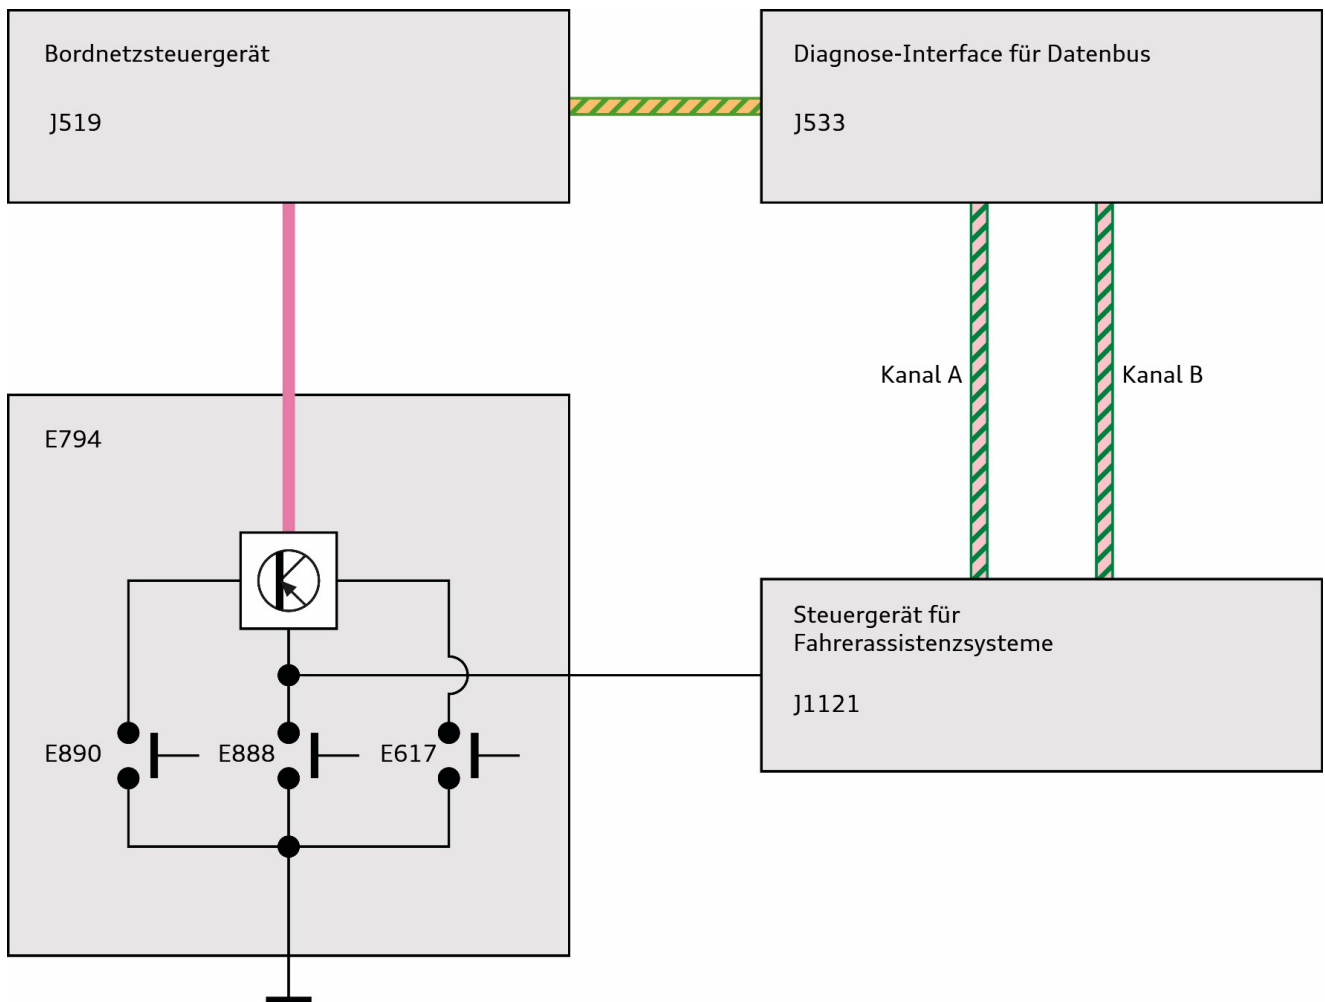 Bordnetzsteuergerät
J519
Diagnose-Interface für Datenbus
J533
Kanal A
Kanal B
E794
Steuergerät für
Fahrerassistenzsysteme
J1121
E890
E888
E617